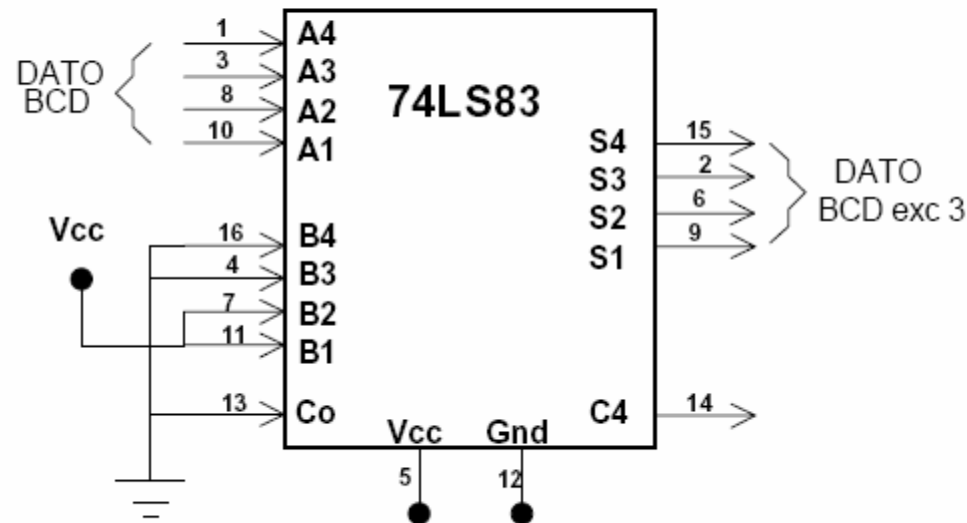 1 A4
3 A3
8 A2
10 A1
DATO
BCD
74LS83
S4 15
S3 2
S2 6
S1 9
DATO
BCD exc 3
Vcc
16 B4
4 B3
7 B2
11 B1
13 Co
C4 14
Vcc Gnd
5 12